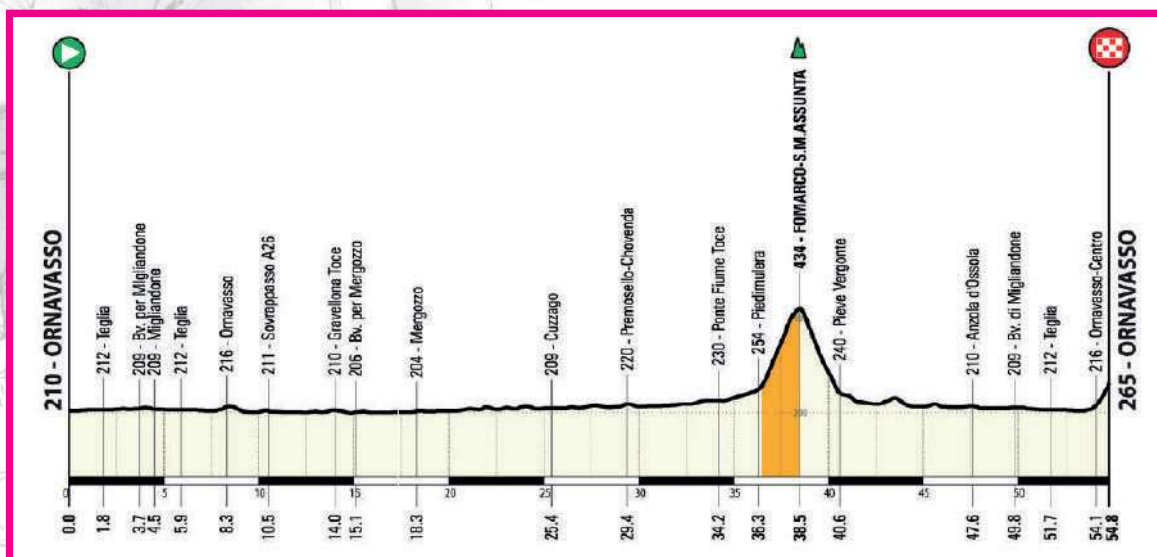 210 - ORNAVASSO
212 - Teglia
209 - Bv. per Migliandone
209 - Migliandone
212 - Teglia
216 - Ornavasso
211 - Sovrappasso A26
210 - Gravellona Toce
206 - Bv. per Mergozzo
204 - Mergozzo
209 - Cuzzago
220 - Premosello-Chovenda
230 - Ponte Fiume Toce
254 - Piedimulera
434 - FOMARCO-S.M.ASSUNTA
240 - Pieve Vergonte
210 - Anzola d'Ossola
209 - Bv. di Migliandone
212 - Teglia
216 - Ornavasso-Centro
265 - ORNAVASSO
200
0 5 10 15 20 25 30 35 40 45 50
0.0 1.8 3.7 4.5 5.9 8.3 10.5 14.0 15.1 18.3 25.4 29.4 34.2 36.3 38.5 40.6 47.6 49.8 51.7 54.1 54.8